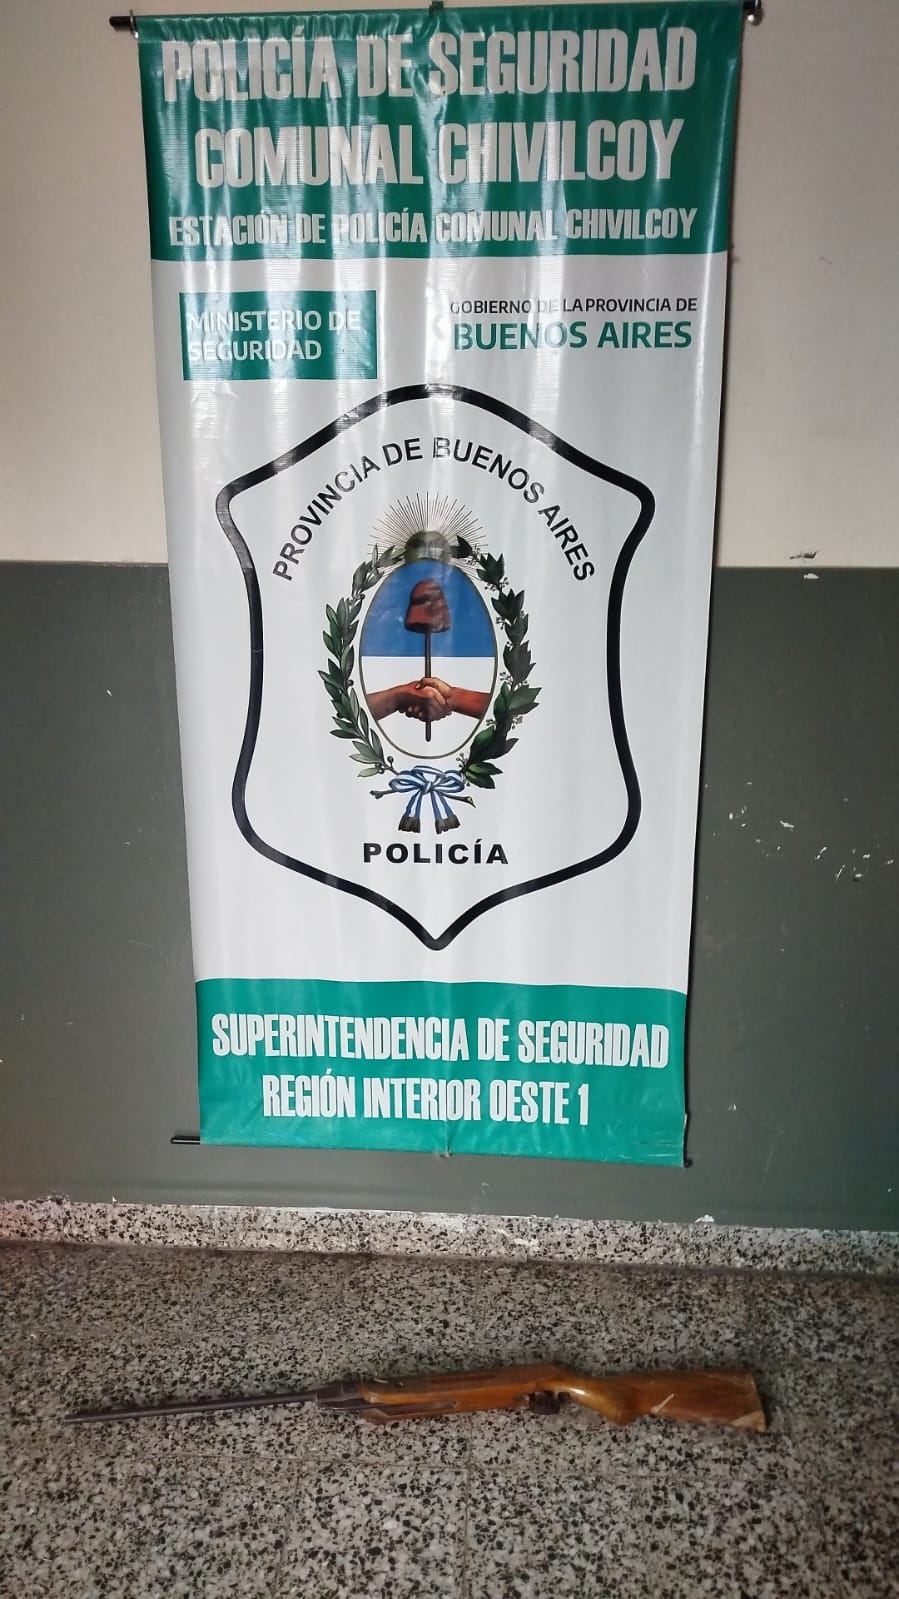 POLICÍA DE SEGURIDAD
COMUNAL CHIVILCOY
ESTACIÓN DE POLICÍA COMUNAL CHIVILCOY
MINISTERIO DE
SEGURIDAD
GOBIERNO DE LA PROVINCIA DE
BUENOS AIRES
PROVINCIA DE BUENOS AIRES
POLICÍA
SUPERINTENDENCIA DE SEGURIDAD
REGIÓN INTERIOR OESTE 1